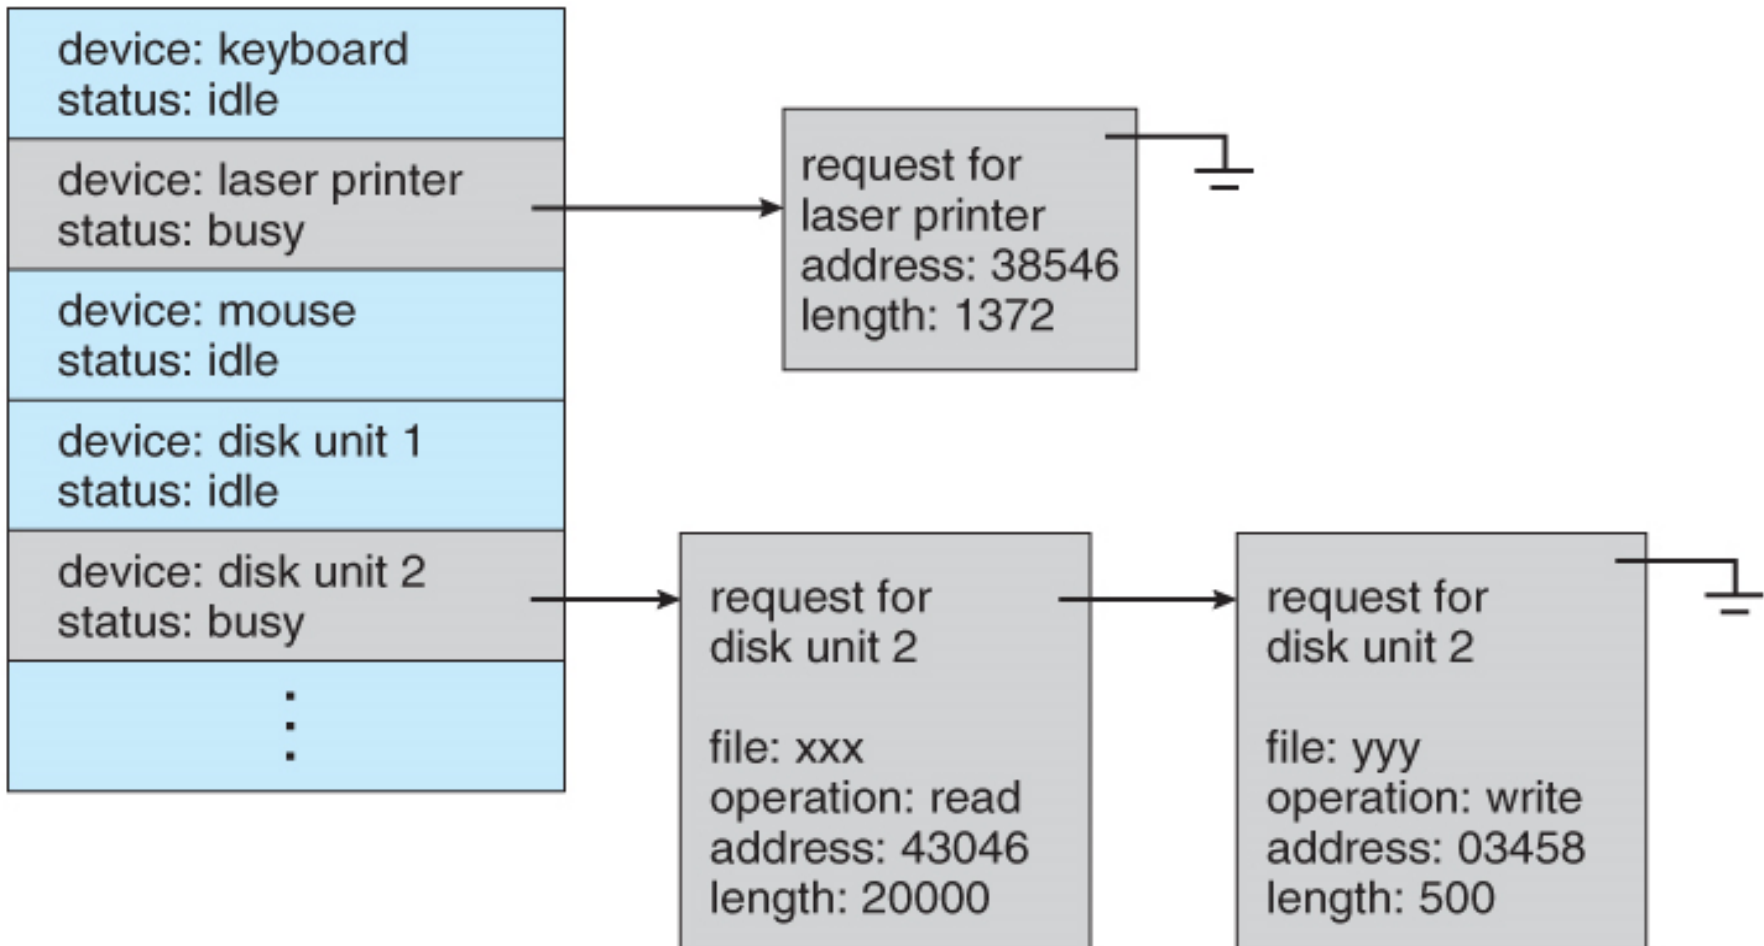 device: keyboard
status: idle
device: laser printer
status: busy
device: mouse
status: idle
device: disk unit 1
status: idle
device: disk unit 2
status: busy
request for
laser printer
address: 38546
length: 1372
request for
disk unit 2
file: xxx
operation: read
address: 43046
length: 20000
request for
disk unit 2
file: yyy
operation: write
address: 03458
length: 500